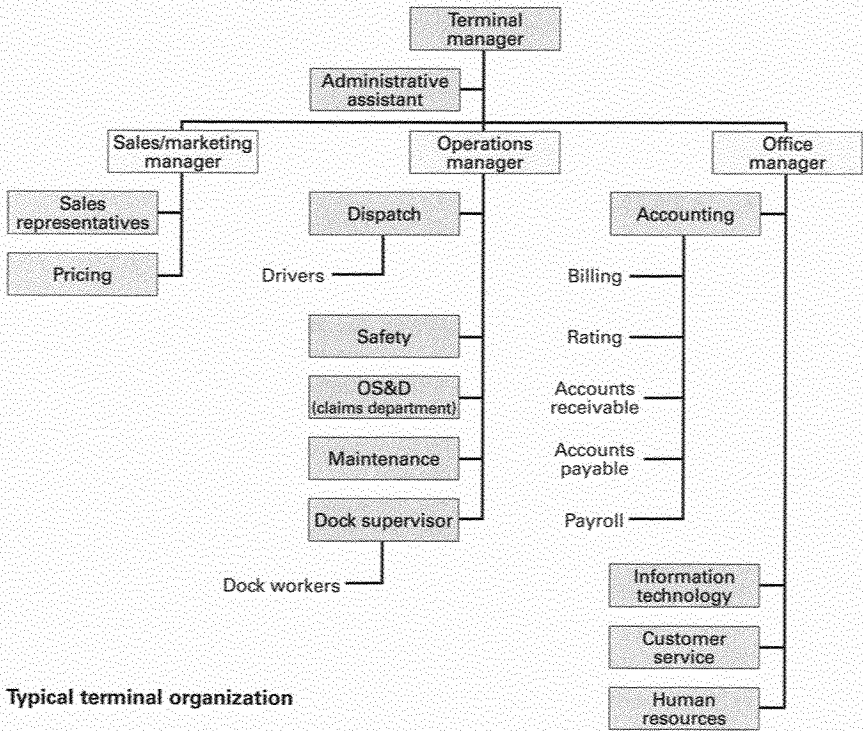 Terminal
manager
Administrative
assistant
Sales/marketing
manager
Operations
manager
Office
manager
Sales
representatives
Pricing
Dispatch
Drivers
Safety
OS&D
(claims department)
Maintenance
Dock supervisor
Dock workers
Accounting
Billing
Rating
Accounts
receivable
Accounts
payable
Payroll
Information
technology
Customer
service
Human
resources
Typical terminal organization